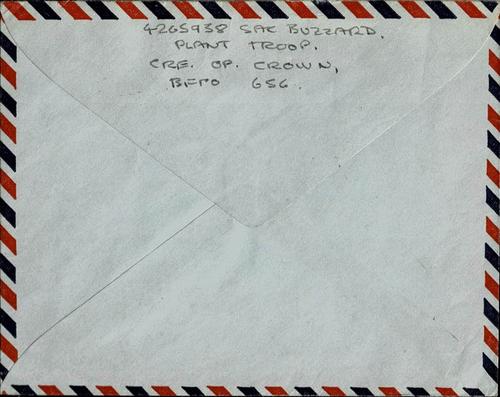 4265938 SAC BUZZARD.
PLANT TROOP.
CRE. OP. CROWN,
BFPO 656.